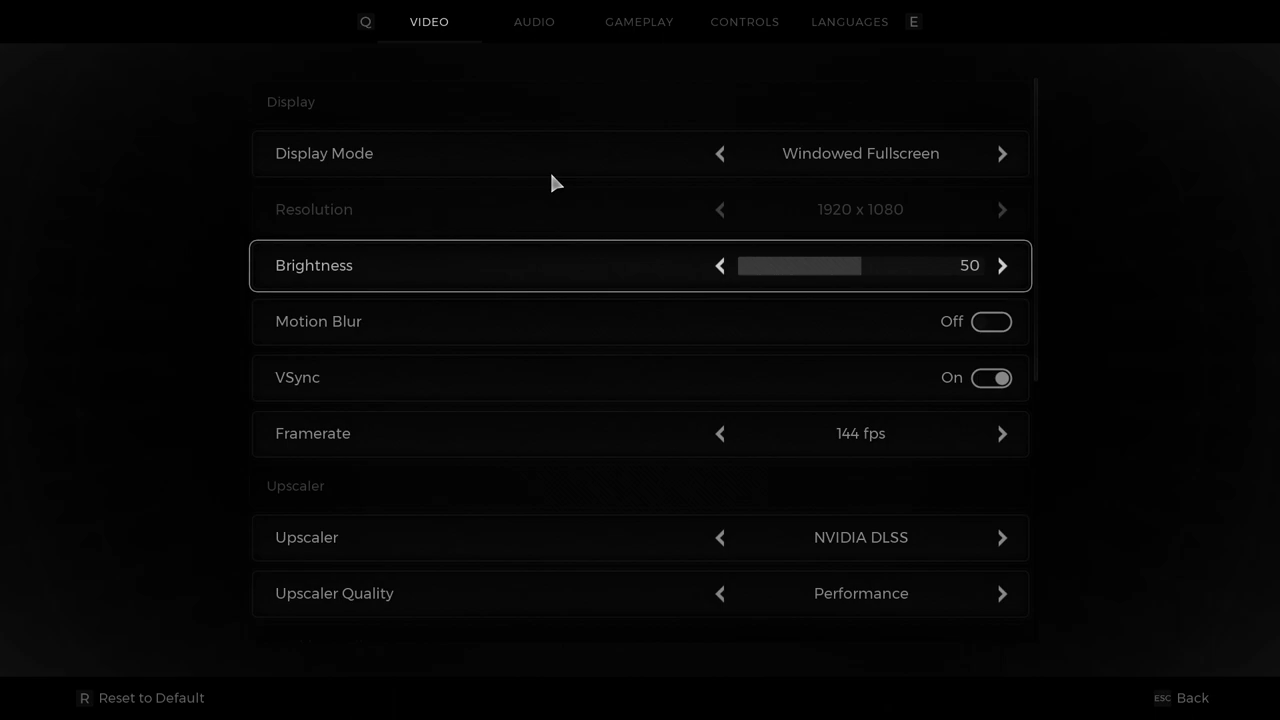 Q VIDEO AUDIO GAMEPLAY CONTROLS LANGUAGES E
Display
Display Mode Windowed Fullscreen
Resolution 1920 x 1080
Brightness 50
Motion Blur Off
VSync On
Framerate 144 fps
Upscaler
Upscaler NVIDIA DLSS
Upscaler Quality Performance
R Reset to Default ESC Back